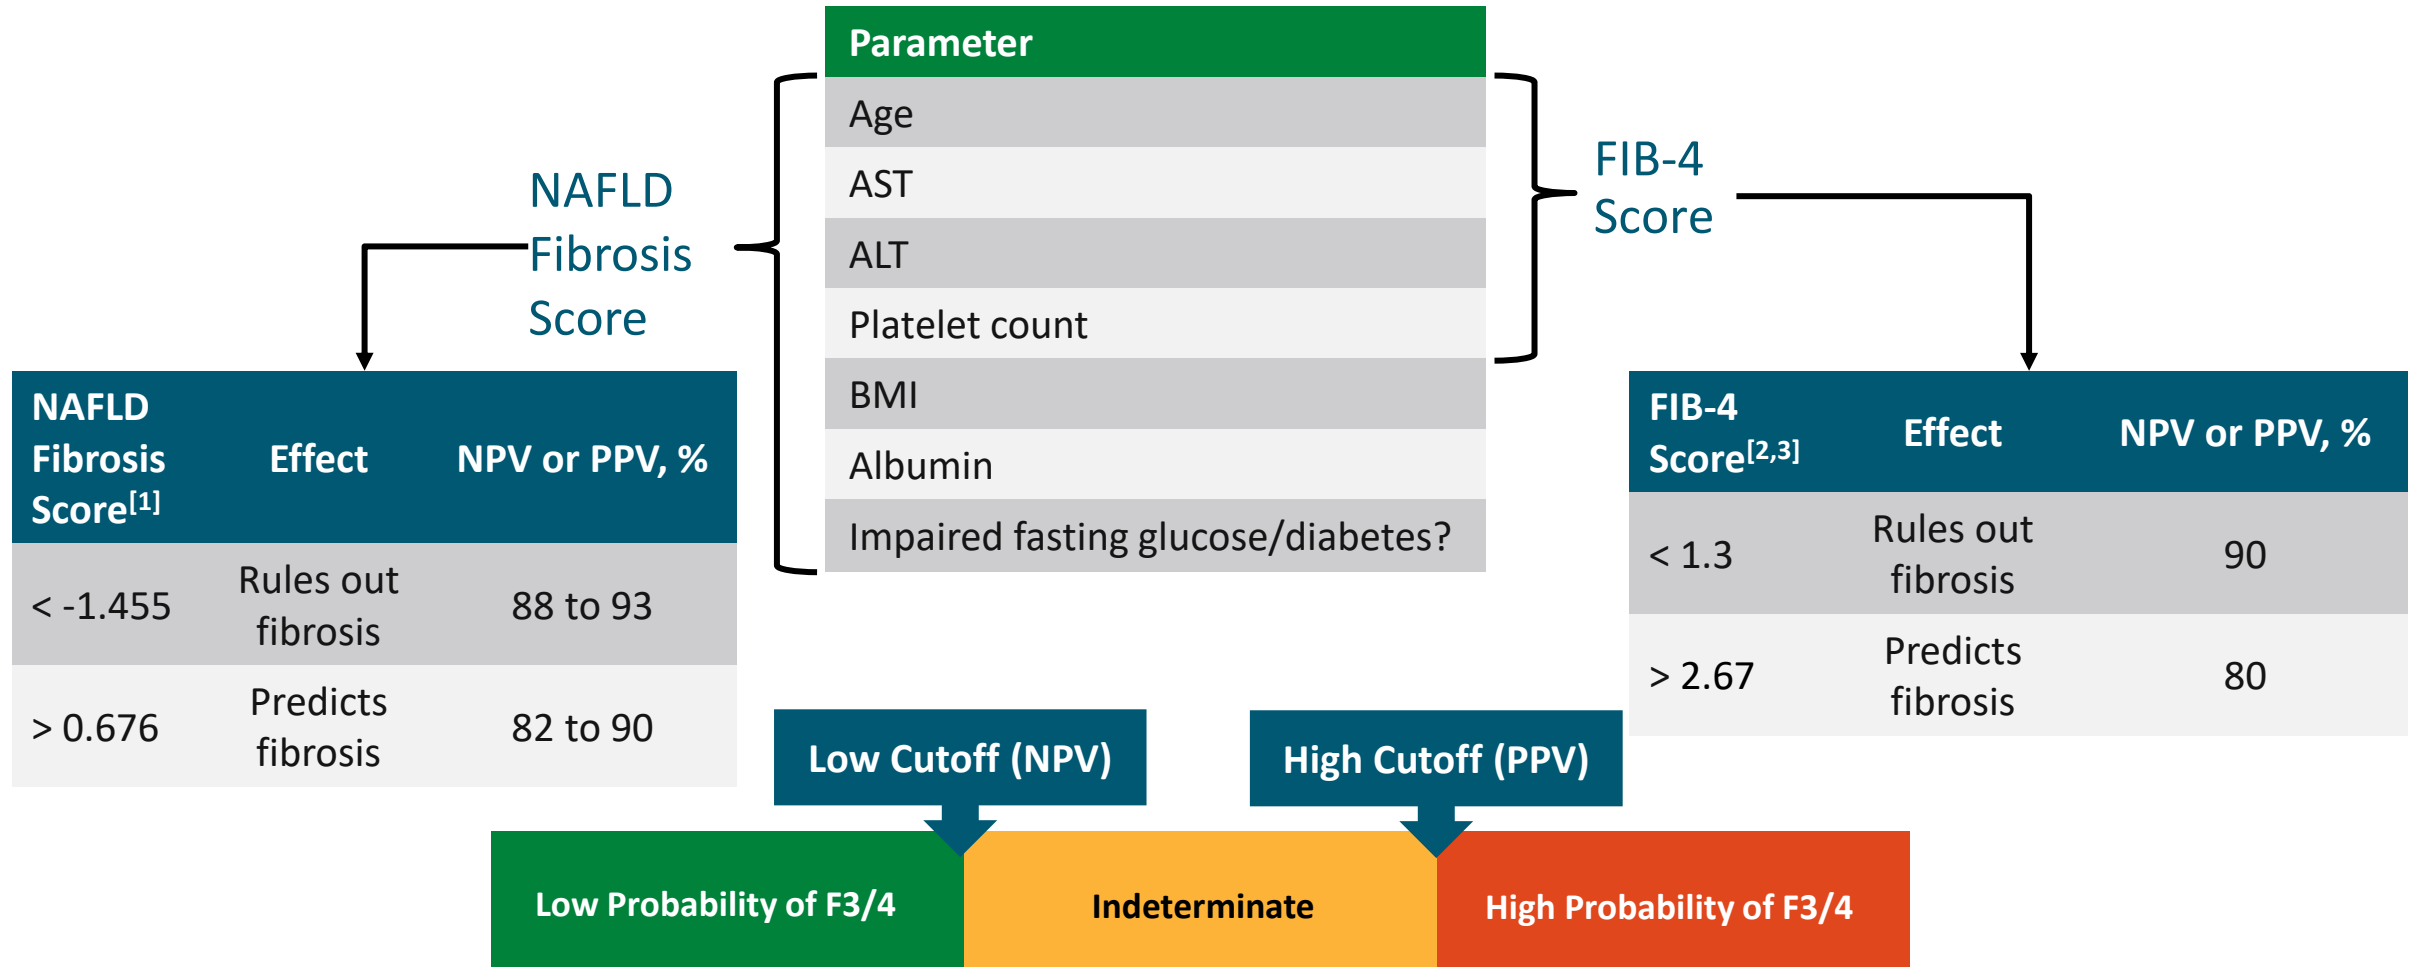 Parameter
Age
AST
ALT
Platelet count
BMI
Albumin
Impaired fasting glucose/diabetes?
NAFLD
Fibrosis
Score
FIB-4
Score
NAFLD
Fibrosis
Score[1]
Effect
NPV or PPV, %
< -1.455
Rules out
fibrosis
88 to 93
> 0.676
Predicts
fibrosis
82 to 90
FIB-4
Score[2,3]
Effect
NPV or PPV, %
< 1.3
Rules out
fibrosis
90
> 2.67
Predicts
fibrosis
80
Low Cutoff (NPV)
High Cutoff (PPV)
Low Probability of F3/4
Indeterminate
High Probability of F3/4